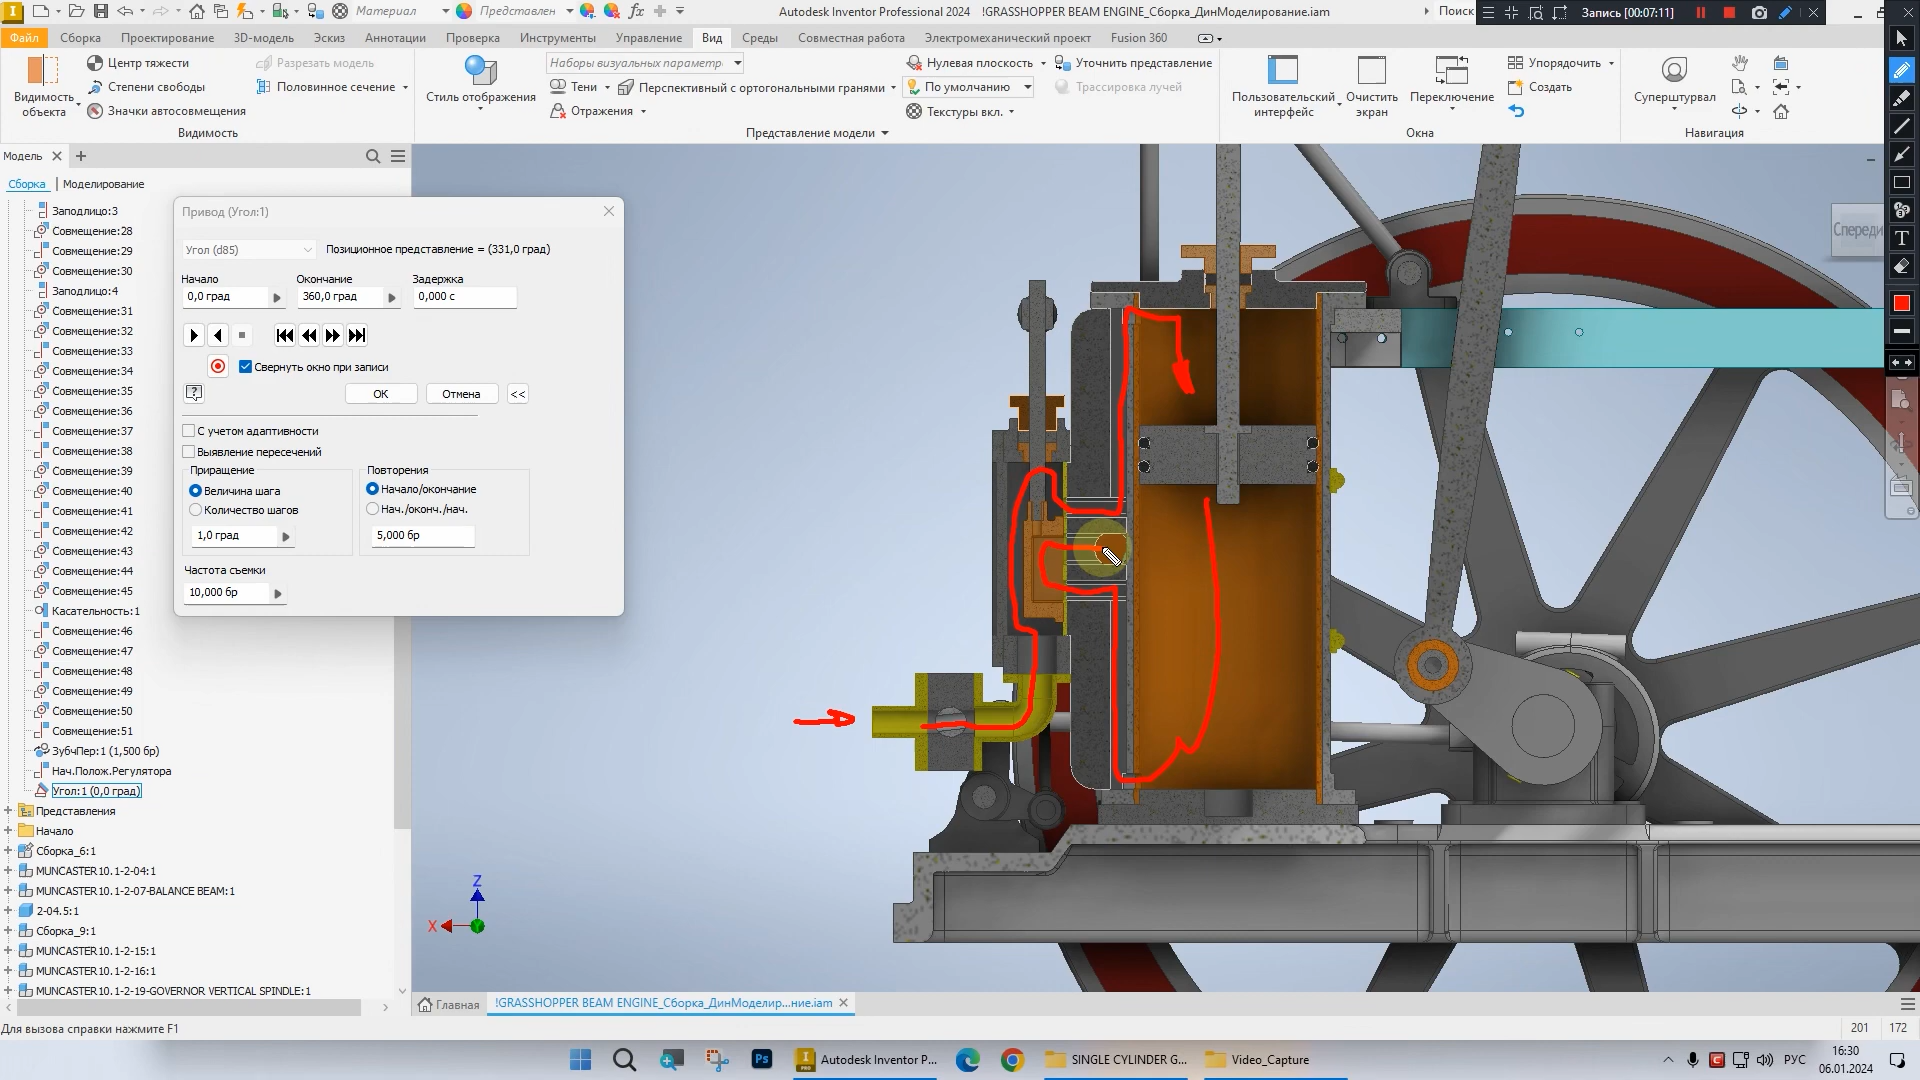 Материал
Представлен
Autodesk Inventor Professional 2024
!GRASSHOPPER BEAM ENGINE_Сборка_ДинМоделирование.iam
Поиск
Запись [00:07:11]
Файл
Сборка
Проектирование
3D-модель
Эскиз
Аннотации
Проверка
Инструменты
Управление
Вид
Среды
Совместная работа
Электромеханический проект
Fusion 360
Видимость объекта
Центр тяжести
Степени свободы
Значки автосовмещения
Разрезать модель
Половинное сечение
Видимость
Стиль отображения
Наборы визуальных параметр
Тени
Отражения
Перспективный с ортогональными гранями
Нулевая плоскость
По умолчанию
Текстуры вкл.
Уточнить представление
Трассировка лучей
Представление модели
Пользовательский интерфейс
Очистить экран
Переключение
Упорядочить
Создать
Окна
Суперштурвал
Навигация
Модель
Сборка
Моделирование
Заподлицо:3
Совмещение:28
Совмещение:29
Совмещение:30
Заподлицо:4
Совмещение:31
Совмещение:32
Совмещение:33
Совмещение:34
Совмещение:35
Совмещение:36
Совмещение:37
Совмещение:38
Совмещение:39
Совмещение:40
Совмещение:41
Совмещение:42
Совмещение:43
Совмещение:44
Совмещение:45
Касательность:1
Совмещение:46
Совмещение:47
Совмещение:48
Совмещение:49
Совмещение:50
Совмещение:51
ЗубчПер:1 (1,500 бр)
Нач.Полож.Регулятора
Угол:1 (0,0 град)
Представления
Начало
Сборка_6:1
MUNCASTER10.1-2-04:1
MUNCASTER10.1-2-07-BALANCE BEAM:1
2-04.5:1
Сборка_9:1
MUNCASTER10.1-2-15:1
MUNCASTER10.1-2-16:1
MUNCASTER10.1-2-19-GOVERNOR VERTICAL SPINDLE:1
Привод (Угол:1)
Угол (d85)
Позиционное представление = (331,0 град)
Начало
Окончание
Задержка
0,0 град
360,0 град
0,000 с
Свернуть окно при записи
OK
Отмена
<<
С учетом адаптивности
Выявление пересечений
Приращение
Величина шага
Количество шагов
1,0 град
Повторения
Начало/окончание
Нач./оконч./нач.
5,000 бр
Частота съемки
10,000 бр
Спереди
Z
X
Главная
!GRASSHOPPER BEAM ENGINE_Сборка_ДинМоделир...ние.iam
Для вызова справки нажмите F1
201
172
Ps
Autodesk Inventor P...
SINGLE CYLINDER G...
Video_Capture
РУС
16:30
06.01.2024